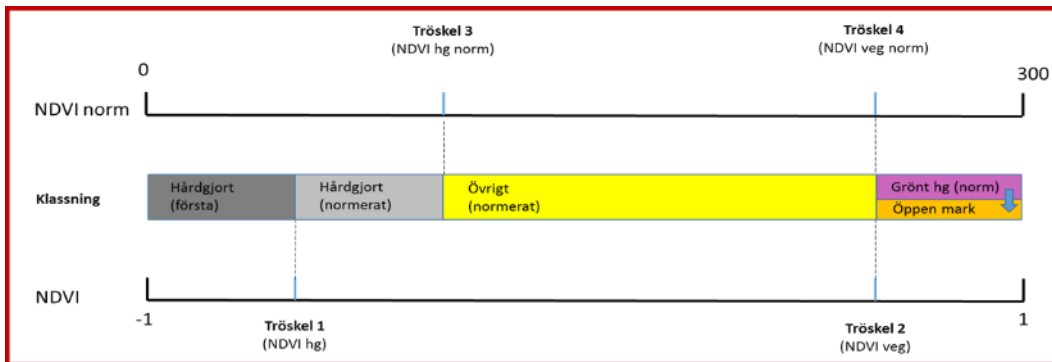 Tröskel 3
(NDVI hg norm)
Tröskel 4
(NDVI veg norm)
0
300
NDVI norm
Klassning
Hårdgjort
(första)
Hårdgjort
(normerat)
Övrigt
(normerat)
Grönt hg (norm)
Öppen mark
NDVI
-1
1
Tröskel 1
(NDVI hg)
Tröskel 2
(NDVI veg)